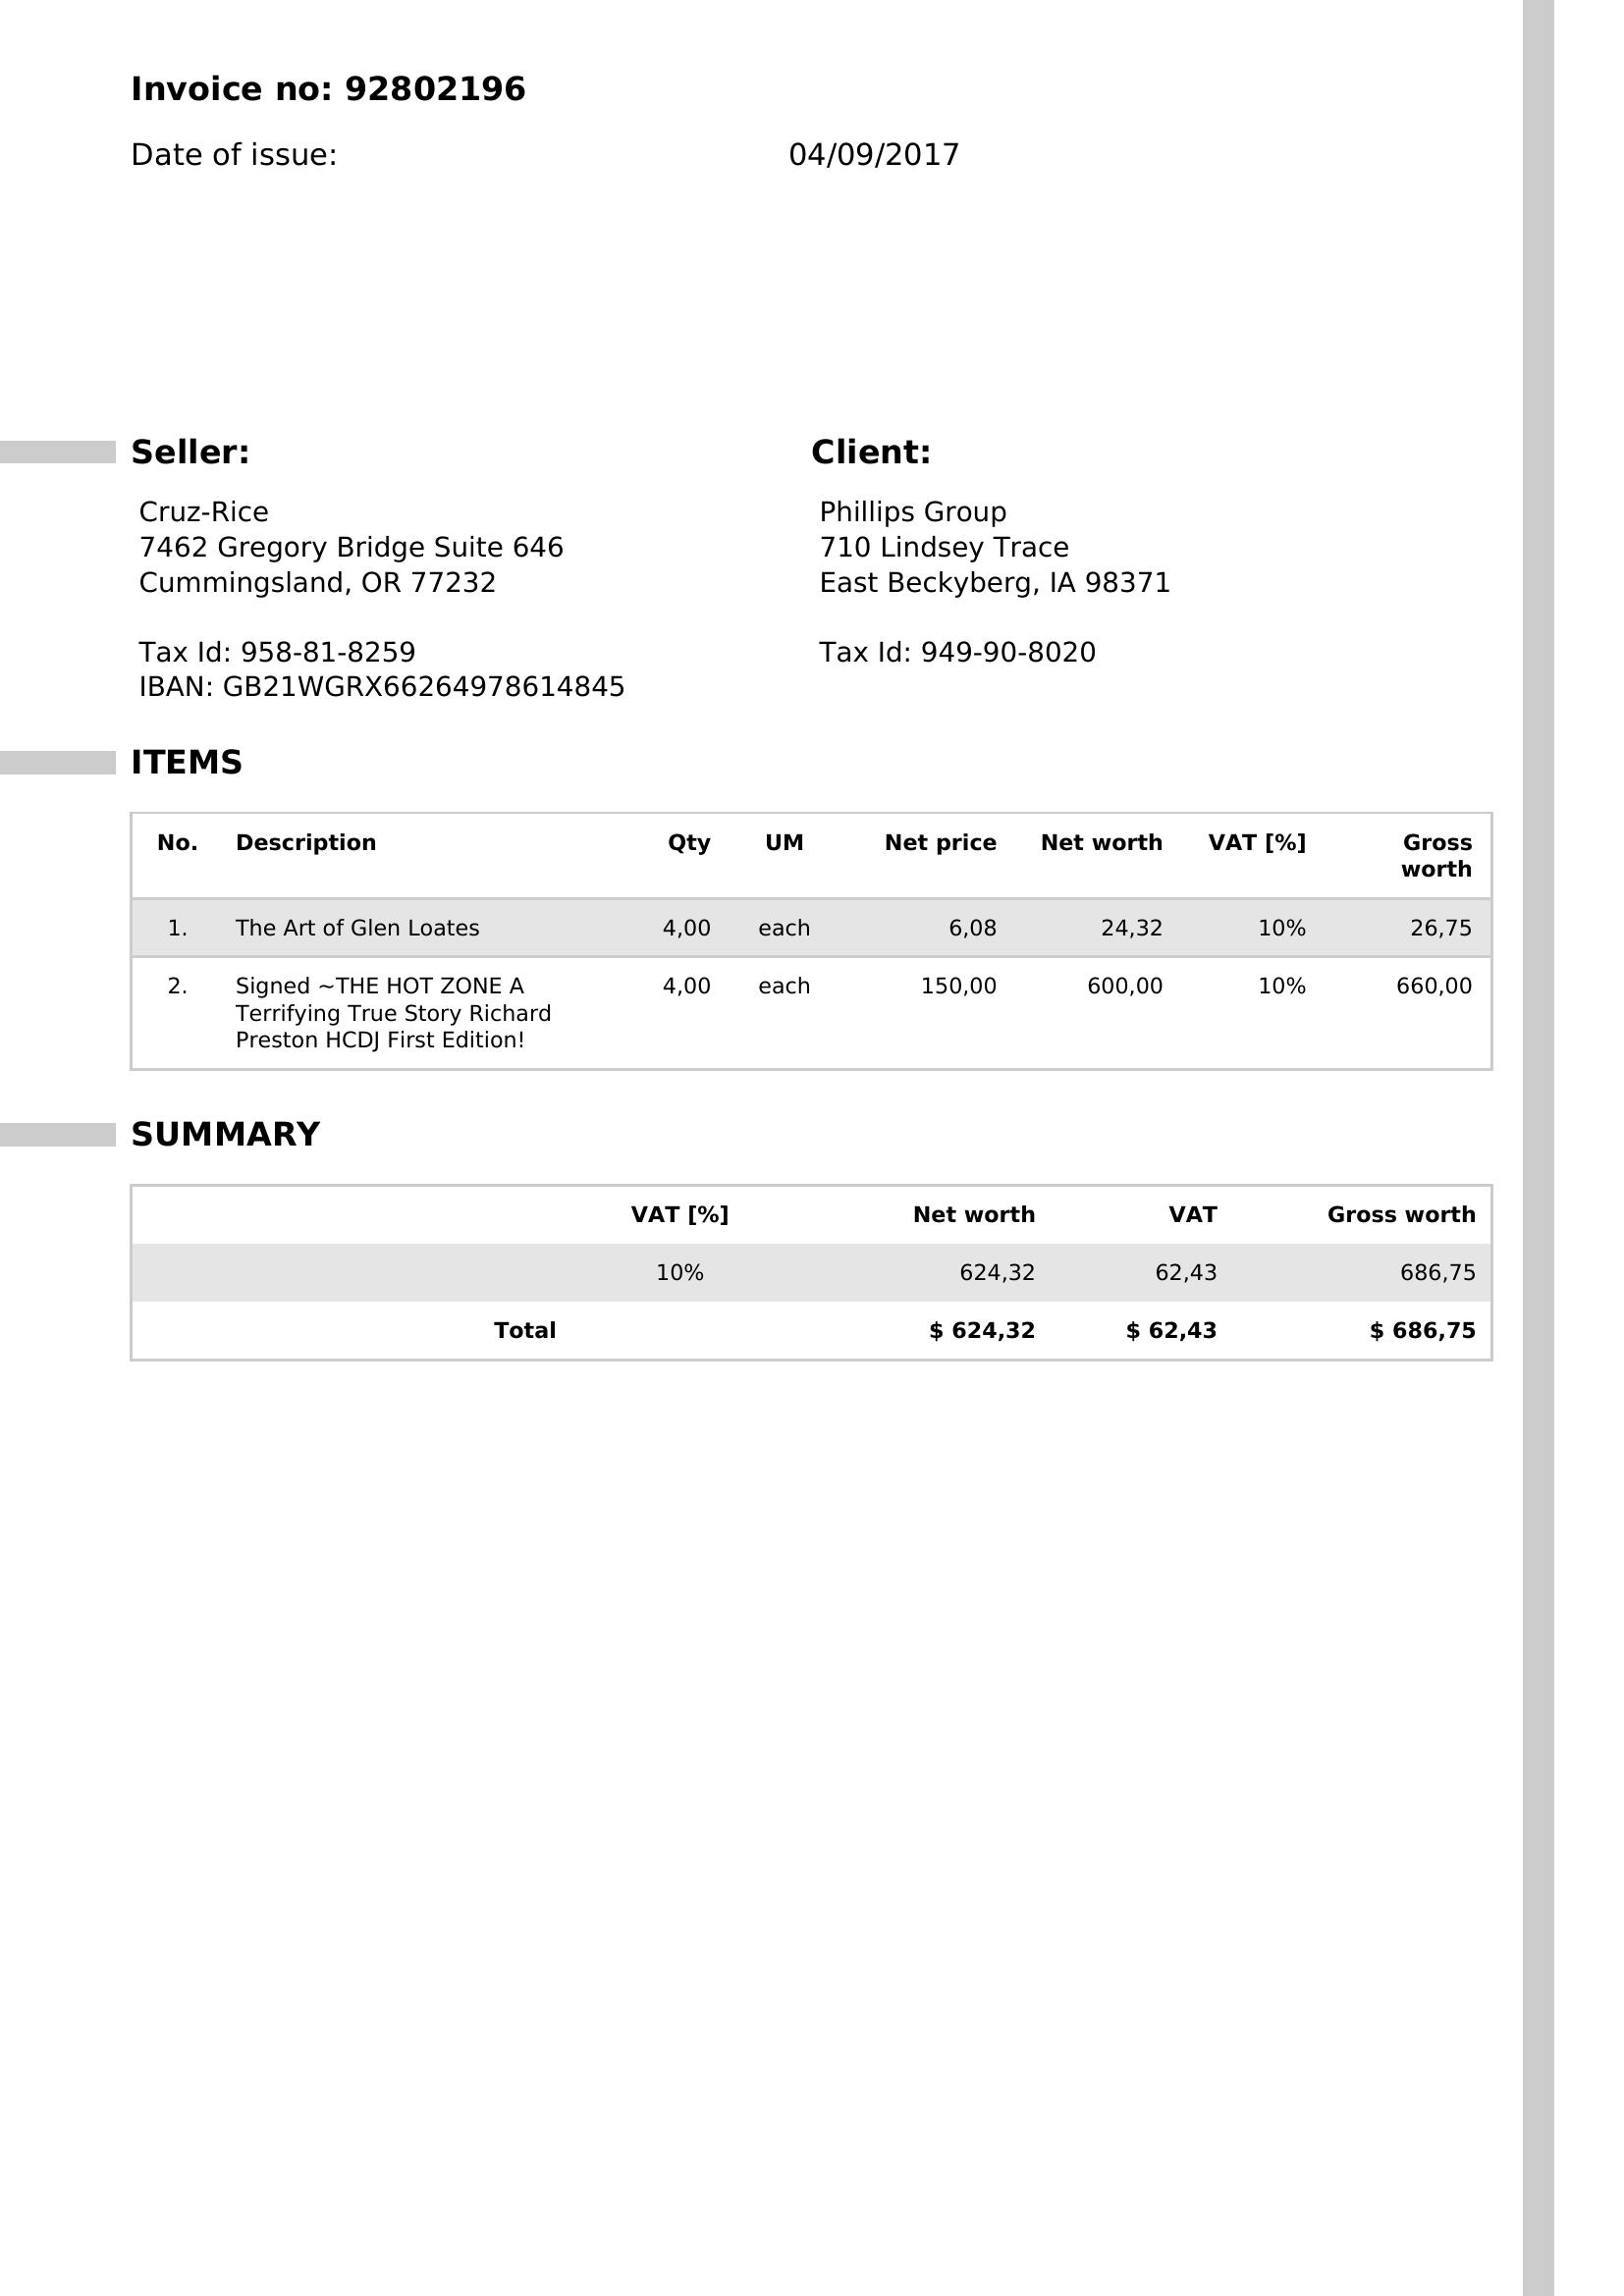 Invoice no: 92802196
Date of issue: 04/09/2017
Seller: Client:
Cruz-Rice Phillips Group
7462 Gregory Bridge Suite 646 710 Lindsey Trace
Cummingsland, OR 77232 East Beckyberg, IA 98371
Tax Id: 958-81-8259 Tax Id: 949-90-8020
IBAN: GB21WGRX66264978614845
ITEMS
No. Description Qty UM Net price Net worth VAT [%] Gross
worth
1. The Art of Glen Loates 4,00 each 6,08 24,32 10% 26,75
2. Signed ~THE HOT ZONE A 4,00 each 150,00 600,00 10% 660,00
Terrifying True Story Richard
Preston HCDJ First Edition!
SUMMARY
VAT [%] Net worth VAT Gross worth
10% 624,32 62,43 686,75
Total $ 624,32 $ 62,43 $ 686,75